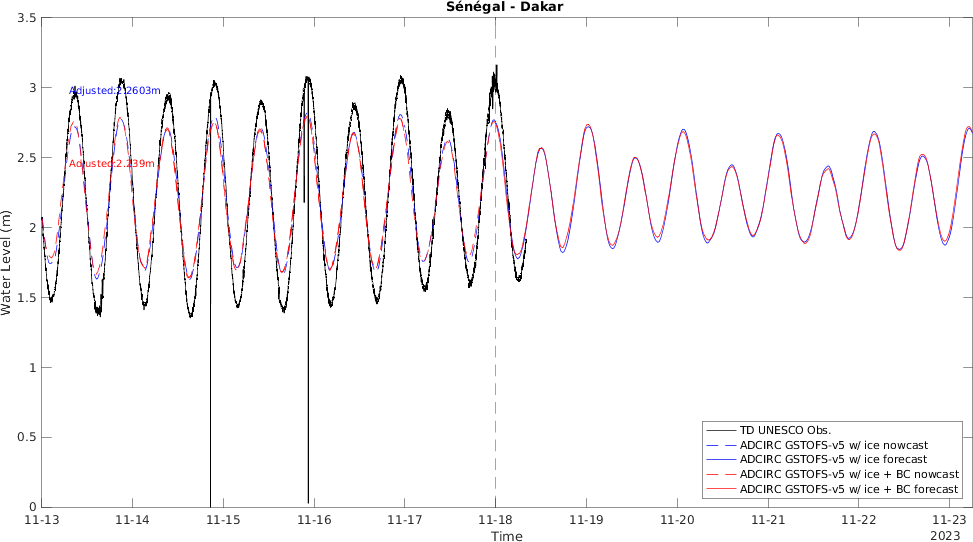 Sénégal - Dakar
3.5
3
2.5
2
1.5
1
0.5
0
Water Level (m)
Adjusted:2.2603m
Adjusted:2.239m
TD UNESCO Obs.
ADCIRC GSTOFS-v5 w/ ice nowcast
ADCIRC GSTOFS-v5 w/ ice forecast
ADCIRC GSTOFS-v5 w/ ice + BC nowcast
ADCIRC GSTOFS-v5 w/ ice + BC forecast
11-13 11-14 11-15 11-16 11-17 11-18 11-19 11-20 11-21 11-22 11-23
Time
2023